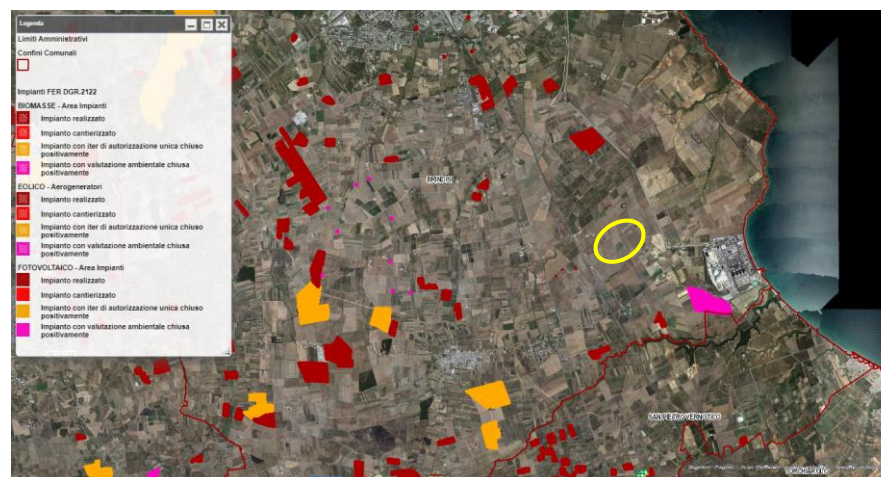 Legenda
Limiti Amministrativi
Confini Comunali
Impianti FER DGR.2122
BIOMASSE - Area Impianti
Impianto realizzato
Impianto cantierizzato
Impianto con iter di autorizzazione unica chiuso
positivamente
Impianto con valutazione ambientale chiusa
positivamente
EOLICO - Aerogeneratori
Impianto realizzato
Impianto cantierizzato
Impianto con iter di autorizzazione unica chiuso
positivamente
Impianto con valutazione ambientale chiusa
positivamente
FOTOVOLTAICO - Area Impianti
Impianto realizzato
Impianto cantierizzato
Impianto con iter di autorizzazione unica chiuso
positivamente
Impianto con valutazione ambientale chiusa
positivamente
BRINDISI
SAN PIETRO VERNOTICO
TORCHIAROLO